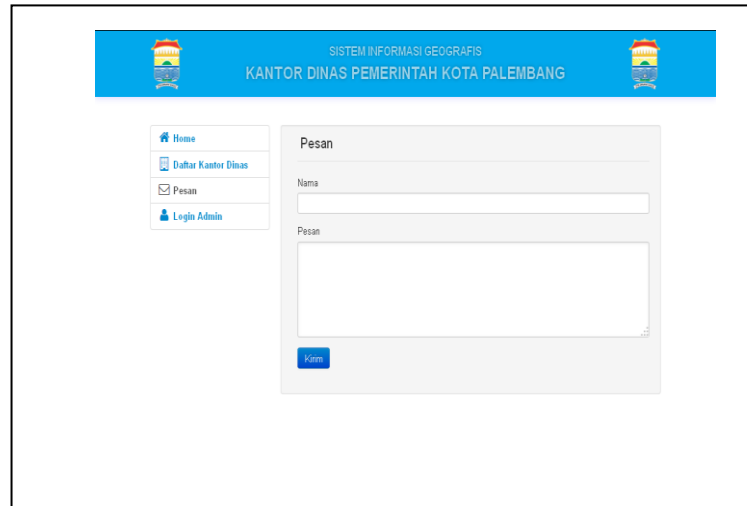 SISTEM INFORMASI GEOGRAFIS
KANTOR DINAS PEMERINTAH KOTA PALEMBANG
Home
Daftar Kantor Dinas
Pesan
Login Admin
Pesan
Nama
Pesan
Kirim